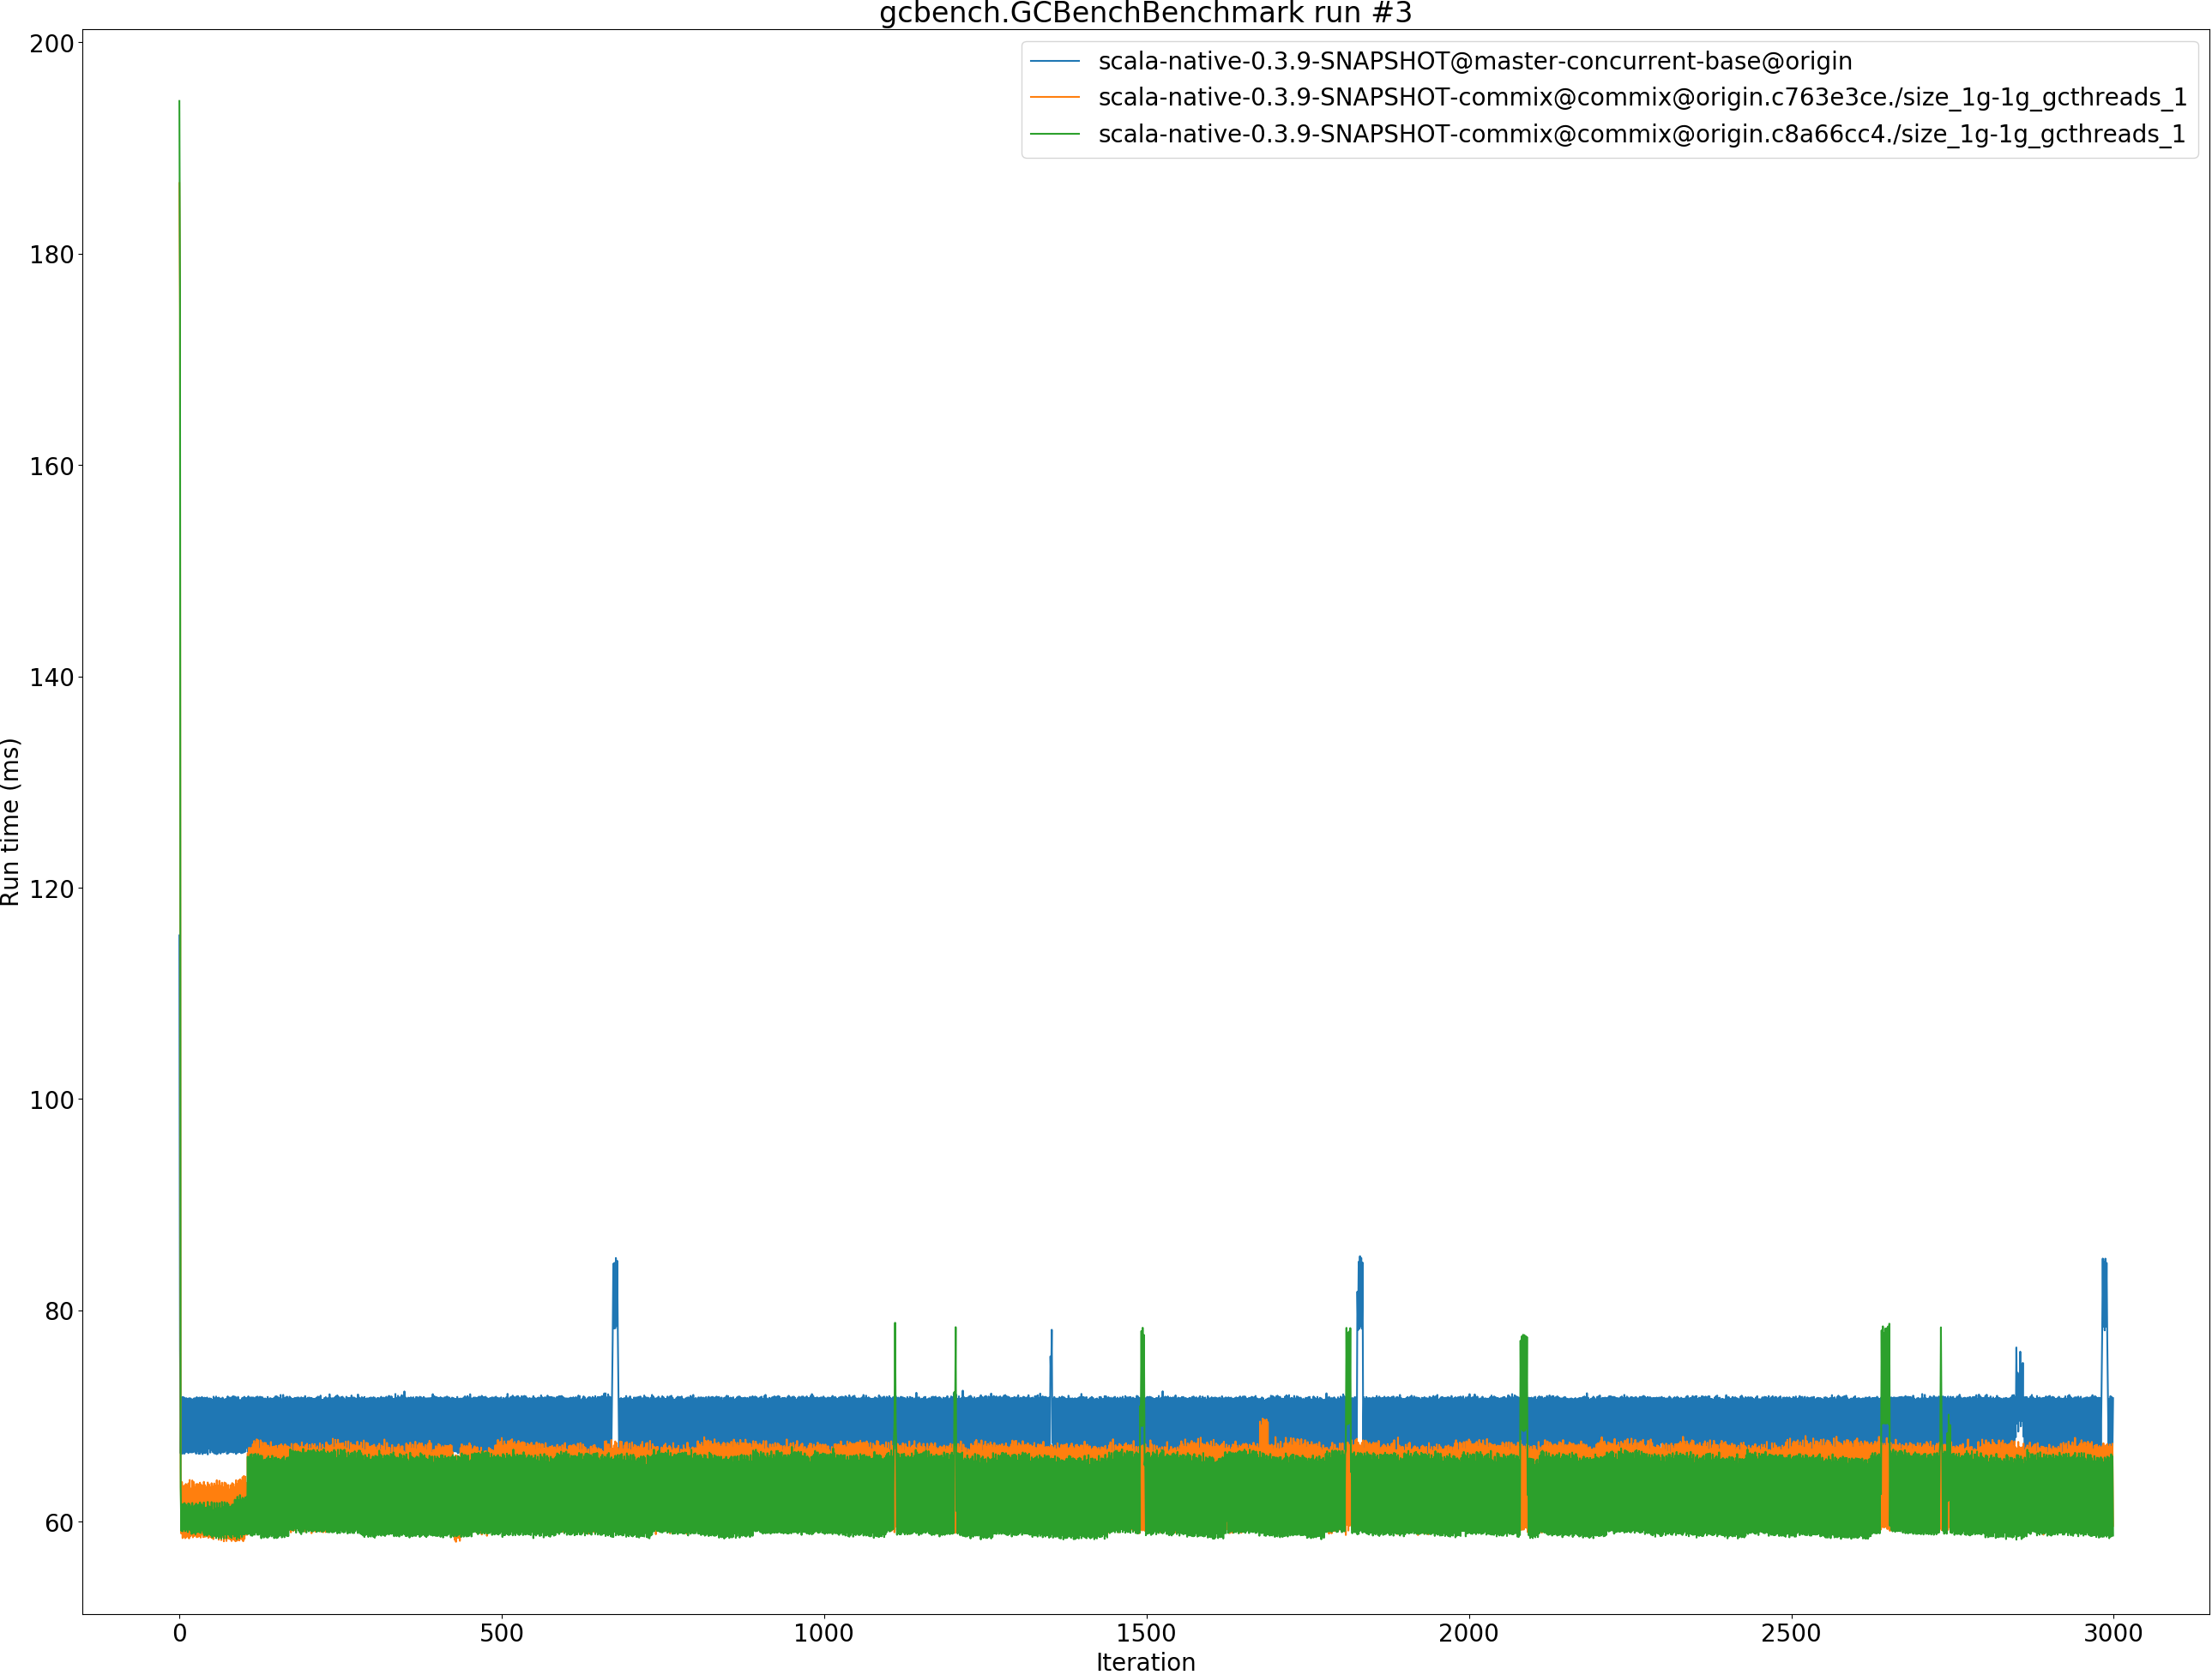 gcbench.GCBenchBenchmark run #3
scala-native-0.3.9-SNAPSHOT@master-concurrent-base@origin
scala-native-0.3.9-SNAPSHOT-commix@commix@origin.c763e3ce./size_1g-1g_gcthreads_1
scala-native-0.3.9-SNAPSHOT-commix@commix@origin.c8a66cc4./size_1g-1g_gcthreads_1
200
180
160
140
120
100
80
60
Run time (ms)
0 500 1000 1500 2000 2500 3000
Iteration